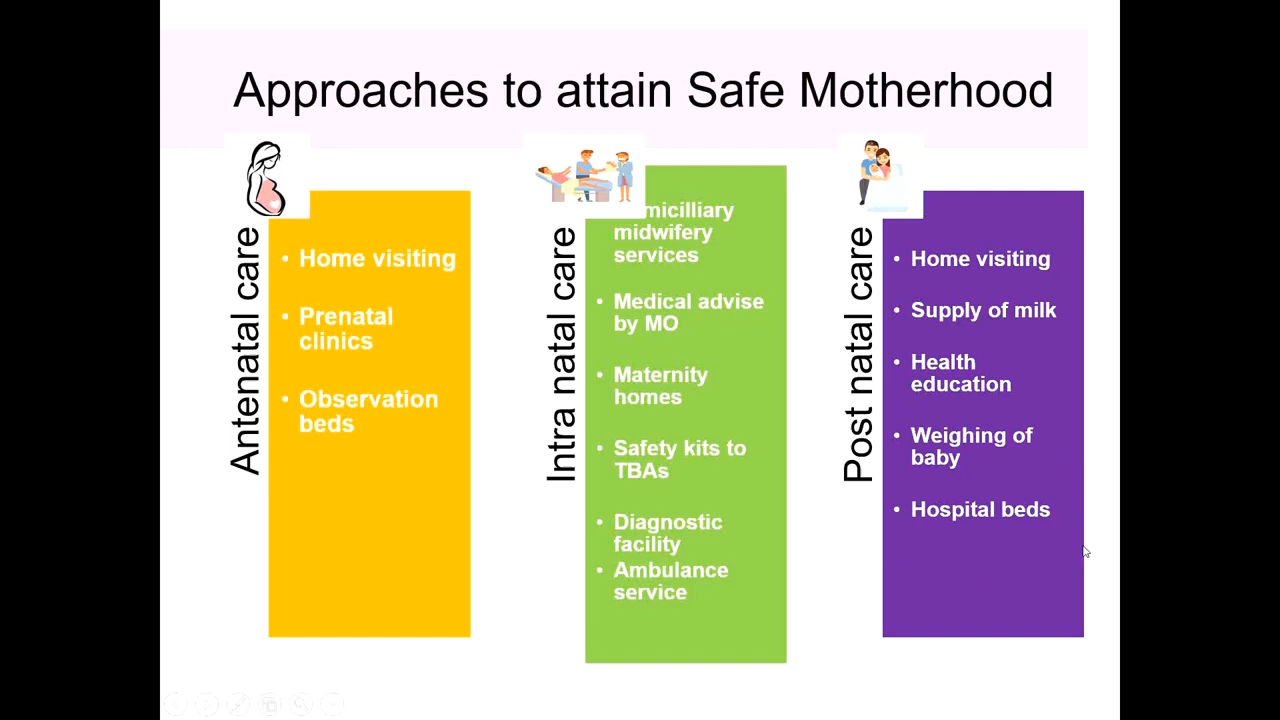 Approaches to attain Safe Motherhood
Antenatal care
• Home visiting
• Prenatal
clinics
• Observation
beds
Intra natal care
midwifery
services
• Medical advise
by MO
• Maternity
homes
• Safety kits to
TBAs
• Diagnostic
facility
• Ambulance
service
Post natal care
• Home visiting
• Supply of milk
• Health
education
• Weighing of
baby
• Hospital beds